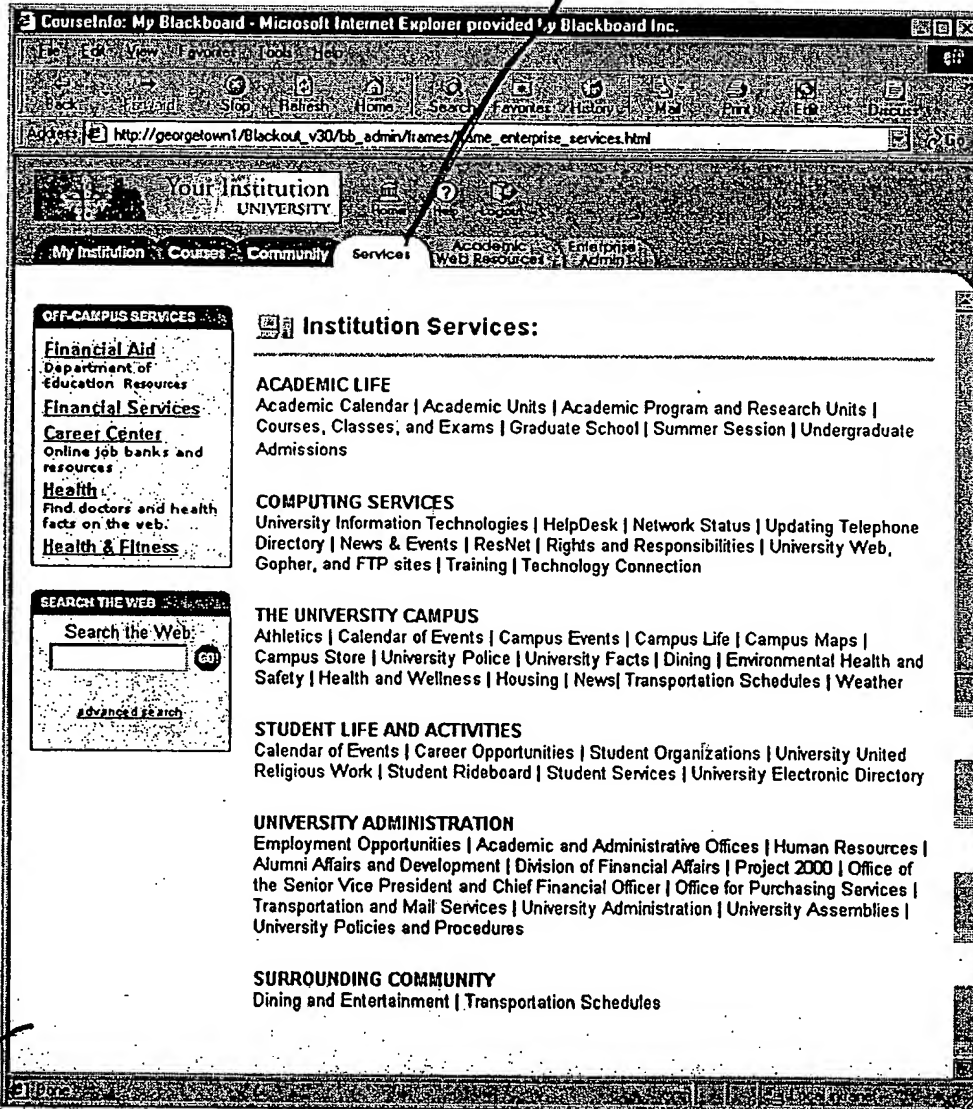 CourseInfo: My Blackboard - Microsoft Internet Explorer provided by Blackboard Inc.
File Edit View Favorites Tools Help
Back Forward Stop Refresh Home Search Favorites History Mail Print Edit Discuss
Address http://georgetown1/Blackout_v30/bb_admin/frames/frame_enterprise_services.html Go
Your Institution
UNIVERSITY
Home Help Logout
My Institution Courses Community Services Academic Web Resources Enterprise Admin
OFF-CAMPUS SERVICES
Financial Aid
Department of
Education Resources
Financial Services
Career Center
Online job banks and
resources
Health
Find doctors and health
facts on the web.
Health & Fitness
SEARCH THE WEB
Search the Web:
GO!
advanced search
Institution Services:
ACADEMIC LIFE
Academic Calendar | Academic Units | Academic Program and Research Units |
Courses, Classes, and Exams | Graduate School | Summer Session | Undergraduate
Admissions
COMPUTING SERVICES
University Information Technologies | HelpDesk | Network Status | Updating Telephone
Directory | News & Events | ResNet | Rights and Responsibilities | University Web,
Gopher, and FTP sites | Training | Technology Connection
THE UNIVERSITY CAMPUS
Athletics | Calendar of Events | Campus Events | Campus Life | Campus Maps |
Campus Store | University Police | University Facts | Dining | Environmental Health and
Safety | Health and Wellness | Housing | News| Transportation Schedules | Weather
STUDENT LIFE AND ACTIVITIES
Calendar of Events | Career Opportunities | Student Organizations | University United
Religious Work | Student Rideboard | Student Services | University Electronic Directory
UNIVERSITY ADMINISTRATION
Employment Opportunities | Academic and Administrative Offices | Human Resources |
Alumni Affairs and Development | Division of Financial Affairs | Project 2000 | Office of
the Senior Vice President and Chief Financial Officer | Office for Purchasing Services |
Transportation and Mail Services | University Administration | University Assemblies |
University Policies and Procedures
SURROUNDING COMMUNITY
Dining and Entertainment | Transportation Schedules
Done Local intranet